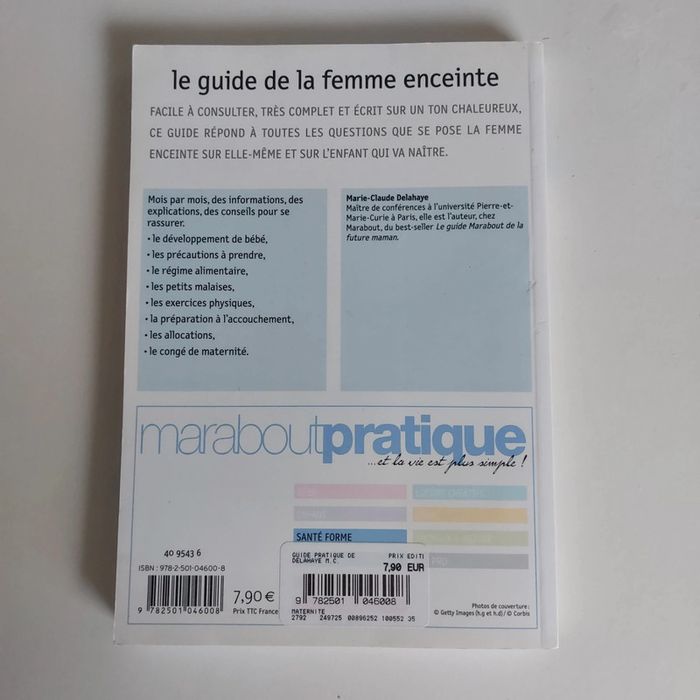 le guide de la femme enceinte
FACILE À CONSULTER, TRÈS COMPLET ET ÉCRIT SUR UN TON CHALEUREUX,
CE GUIDE RÉPOND À TOUTES LES QUESTIONS QUE SE POSE LA FEMME
ENCEINTE SUR ELLE-MÊME ET SUR L'ENFANT QUI VA NAÎTRE.
Mois par mois, des informations, des
explications, des conseils pour se
rassurer.
• le développement de bébé,
• les précautions à prendre,
• le régime alimentaire,
• les petits malaises,
• les exercices physiques,
• la préparation à l'accouchement,
• les allocations,
• le congé de maternité.
Marie-Claude Delahaye
Maître de conférences à l'université Pierre-et-
Marie-Curie à Paris, elle est l'auteur, chez
Marabout, du best-seller Le guide Marabout de la
future maman.
maraboutpratique
...et la vie est plus simple !
SANTÉ FORME
40 9543 6
ISBN : 978-2-501-04600-8
9 782501 046008
7,90 €
Prix TTC France
GUIDE PRATIQUE DE
DELAHAYE M.C.
PRIX EDITI
7,90 EUR
9 782501 046008
MATERNITE
2792 249725 00896252 100552 35
Photos de couverture :
© Getty Images (h.g et h.d) / © Corbis